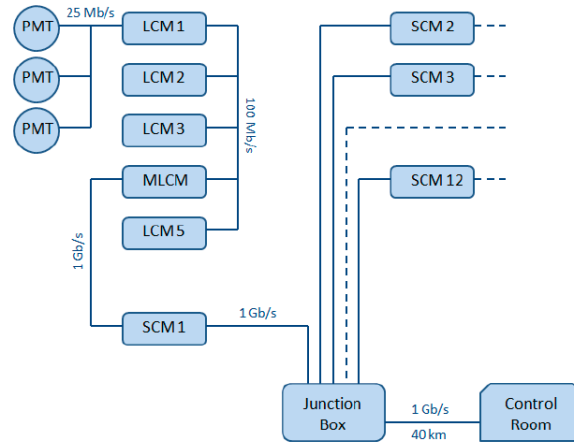 25 Mb/s
PMT
PMT
PMT
LCM 1
LCM 2
LCM 3
MLCM
LCM 5
100 Mb/s
1 Gb/s
SCM 1
1 Gb/s
SCM 2
SCM 3
SCM 12
Junction
Box
1 Gb/s
40 km
Control
Room